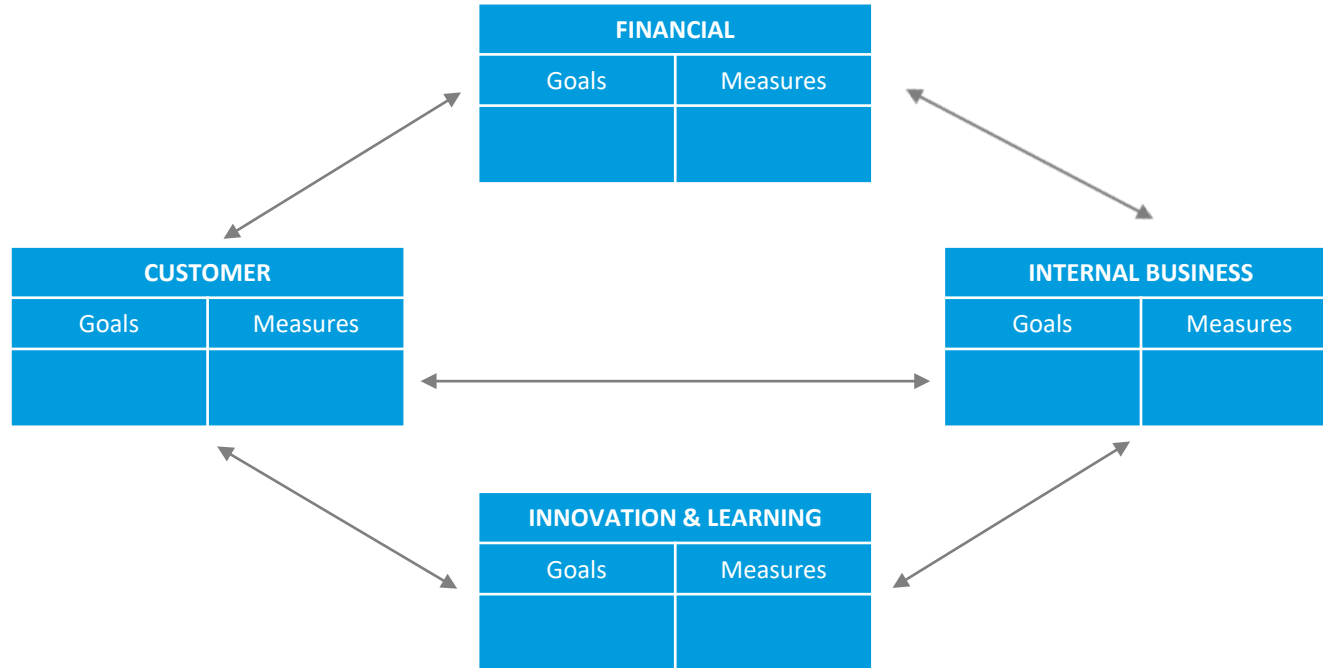 FINANCIAL
Goals Measures
CUSTOMER
Goals Measures
INTERNAL BUSINESS
Goals Measures
INNOVATION & LEARNING
Goals Measures